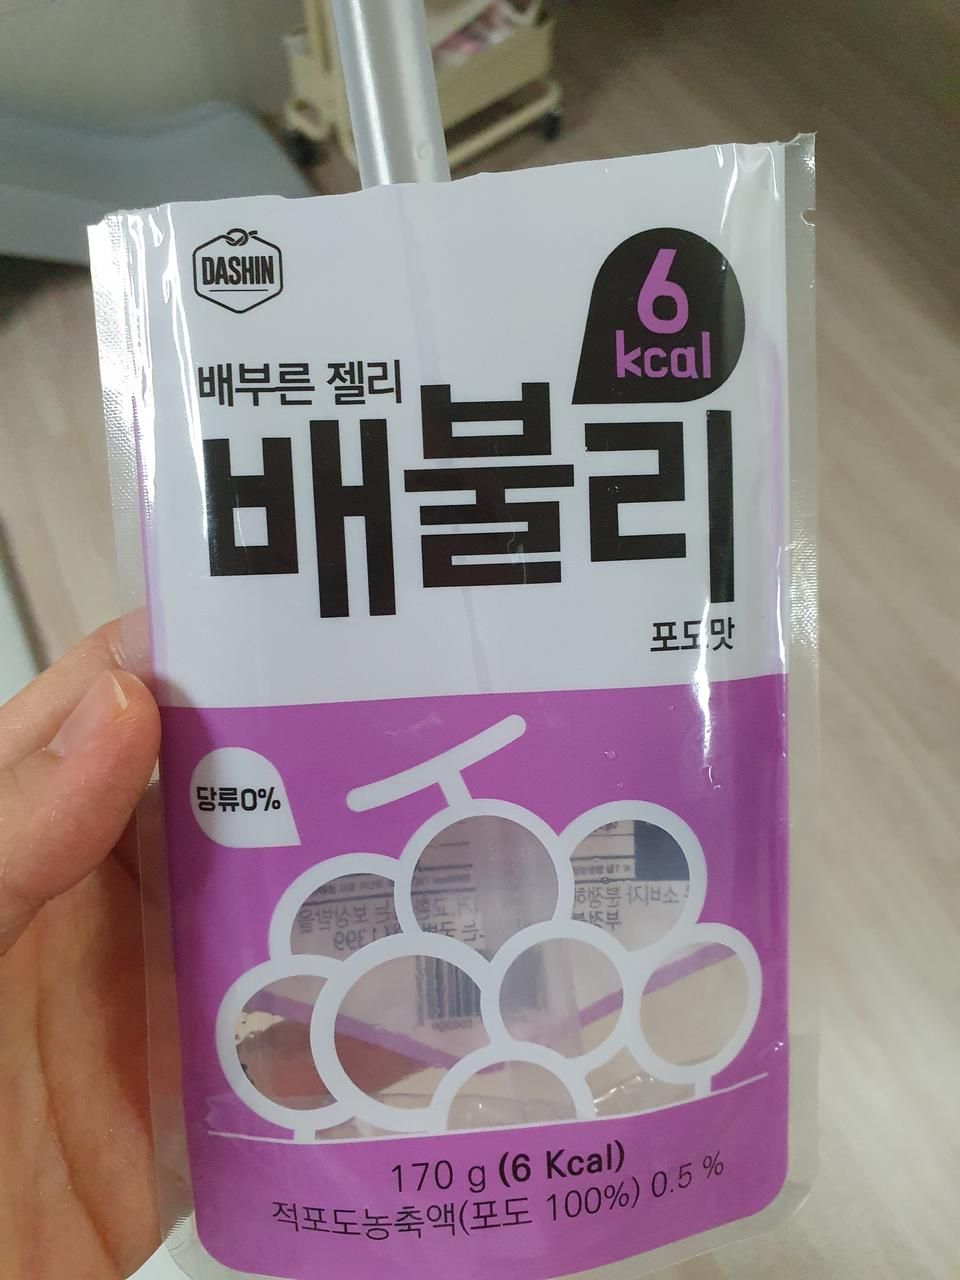 DASHIN
6
kcal
배부른 젤리
배불리
포도맛
당류0%
170 g (6 Kcal)
적포도농축액(포도 100%) 0.5 %